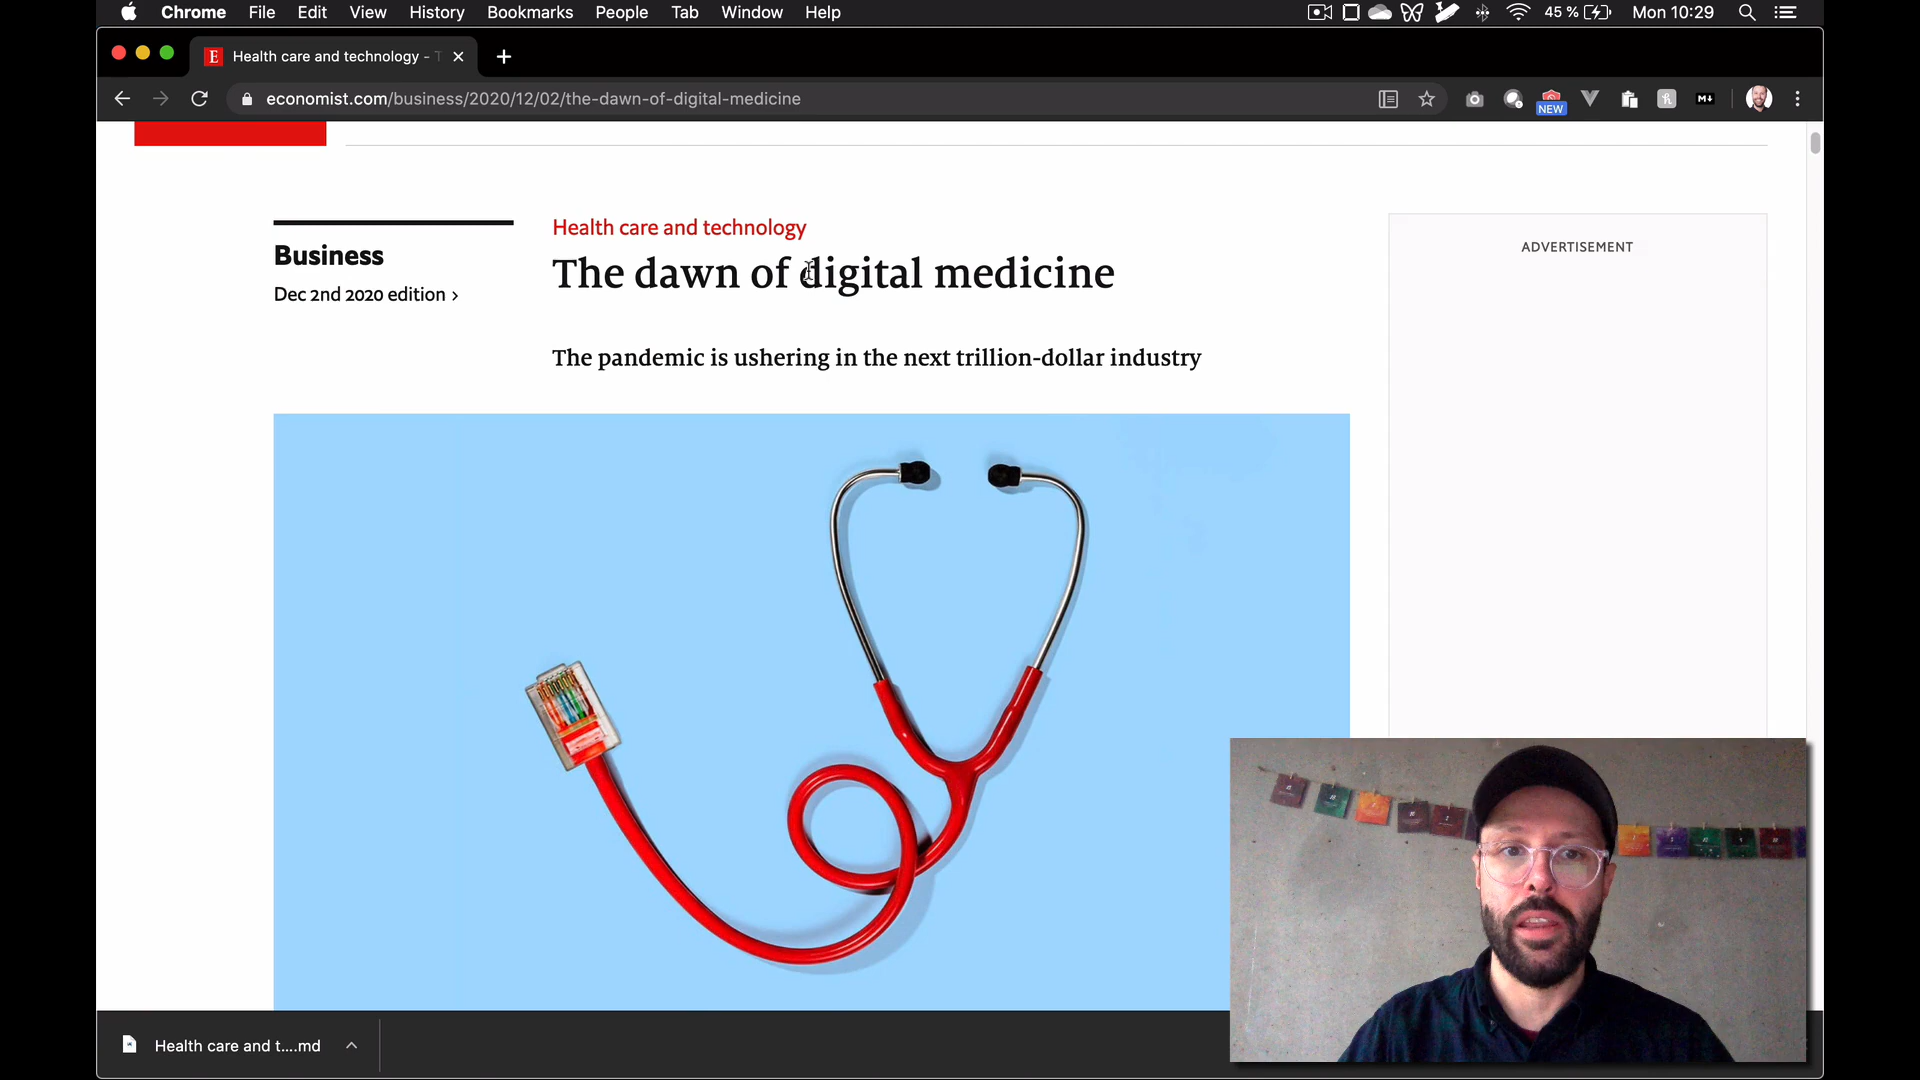 Chrome File Edit View History Bookmarks People Tab Window Help 45 % Mon 10:29
E Health care and technology -
economist.com/business/2020/12/02/the-dawn-of-digital-medicine NEW
Health care and technology
Business
The dawn of digital medicine
Dec 2nd 2020 edition >
The pandemic is ushering in the next trillion-dollar industry
ADVERTISEMENT
Health care and t....md